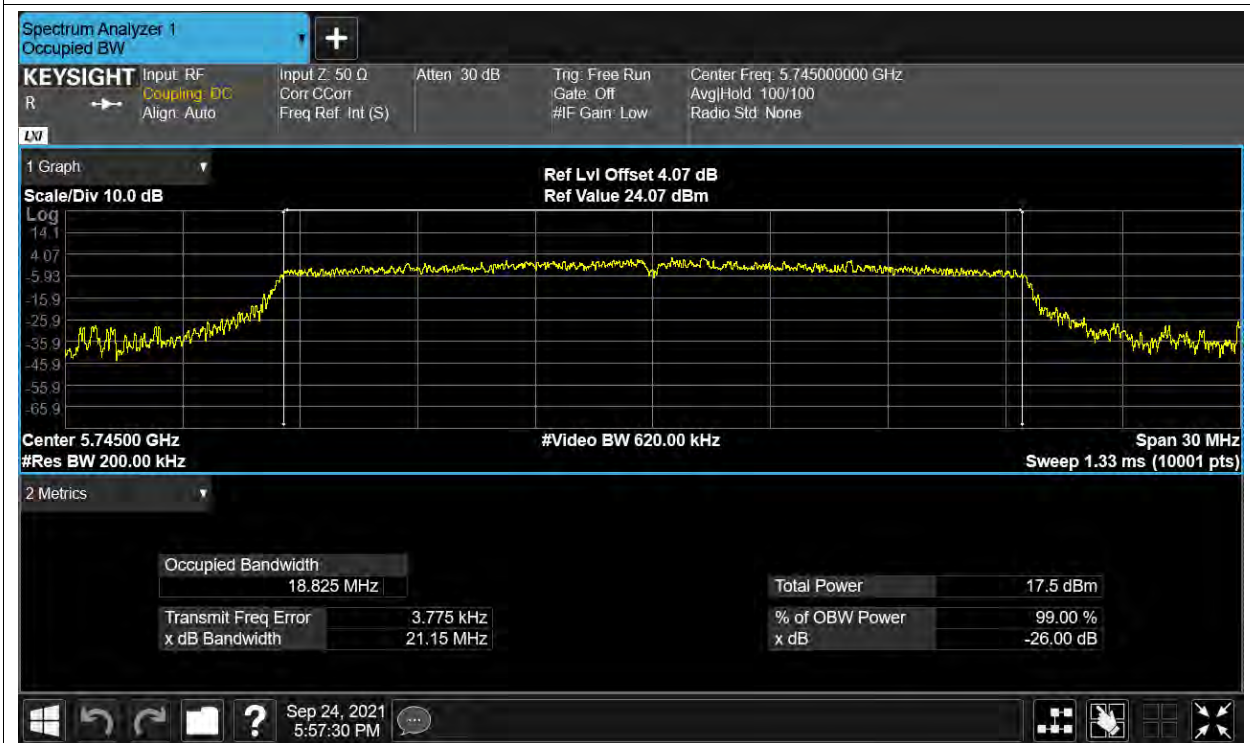 Spectrum Analyzer 1
Occupied BW
+
KEYSIGHT
R
LXI
Input: RF
Coupling: DC
Align: Auto
Input Z: 50 Ω
Corr CCorr
Freq Ref: Int (S)
Atten: 30 dB
Trig: Free Run
Gate: Off
#IF Gain: Low
Center Freq: 5.745000000 GHz
Avg|Hold: 100/100
Radio Std: None
1 Graph
Scale/Div 10.0 dB
Ref Lvl Offset 4.07 dB
Ref Value 24.07 dBm
Log
14.1
4.07
-5.93
-15.9
-25.9
-35.9
-45.9
-55.9
-65.9
Center 5.74500 GHz
#Res BW 200.00 kHz
#Video BW 620.00 kHz
Span 30 MHz
Sweep 1.33 ms (10001 pts)
2 Metrics
Occupied Bandwidth
18.825 MHz
Transmit Freq Error 3.775 kHz
x dB Bandwidth 21.15 MHz
Total Power 17.5 dBm
% of OBW Power 99.00 %
x dB -26.00 dB
?
Sep 24, 2021
5:57:30 PM